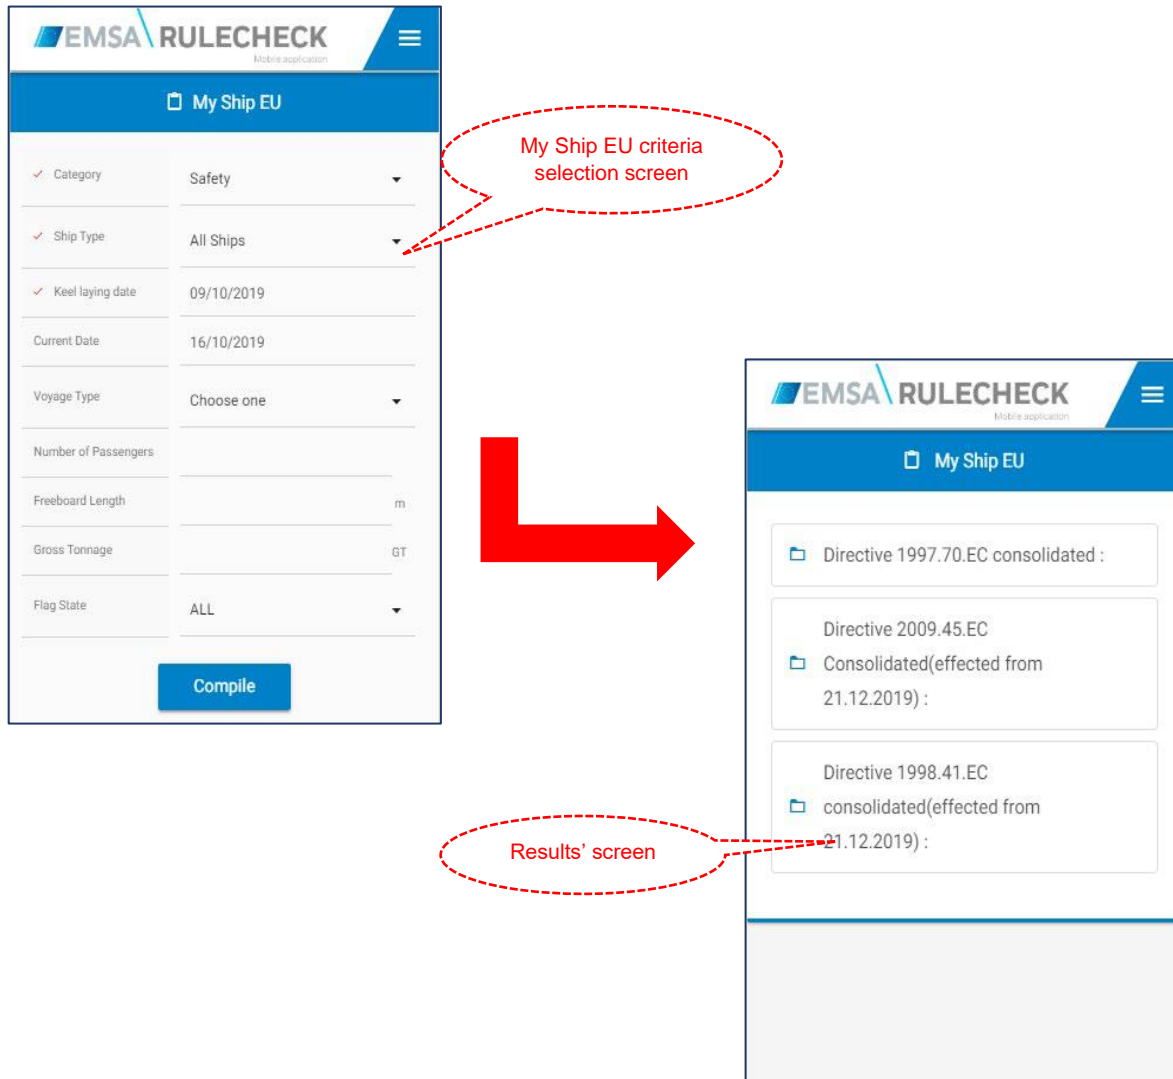 EMSA RULECHECK
Mobile application
My Ship EU
Category Safety
Ship Type All Ships
Keel laying date 09/10/2019
Current Date 16/10/2019
Voyage Type Choose one
Number of Passengers
Freeboard Length m
Gross Tonnage GT
Flag State ALL
Compile
My Ship EU criteria
selection screen
EMSA RULECHECK
Mobile application
My Ship EU
Directive 1997.70.EC consolidated :
Directive 2009.45.EC
Consolidated(effected from
21.12.2019) :
Directive 1998.41.EC
consolidated(effected from
21.12.2019) :
Results’ screen